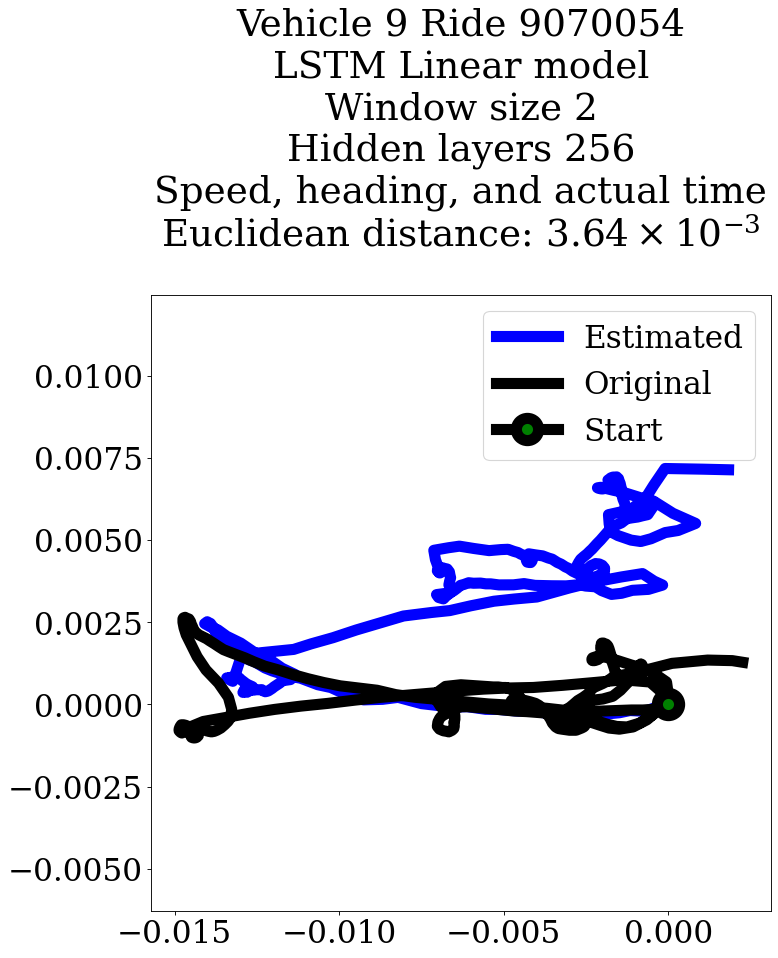 Vehicle 9 Ride 9070054
LSTM Linear model
Window size 2
Hidden layers 256
Speed, heading, and actual time
Euclidean distance: 3.64 × 10⁻³
Estimated
Original
Start
0.0100
0.0075
0.0050
0.0025
0.0000
−0.0025
−0.0050
−0.015 −0.010 −0.005 0.000